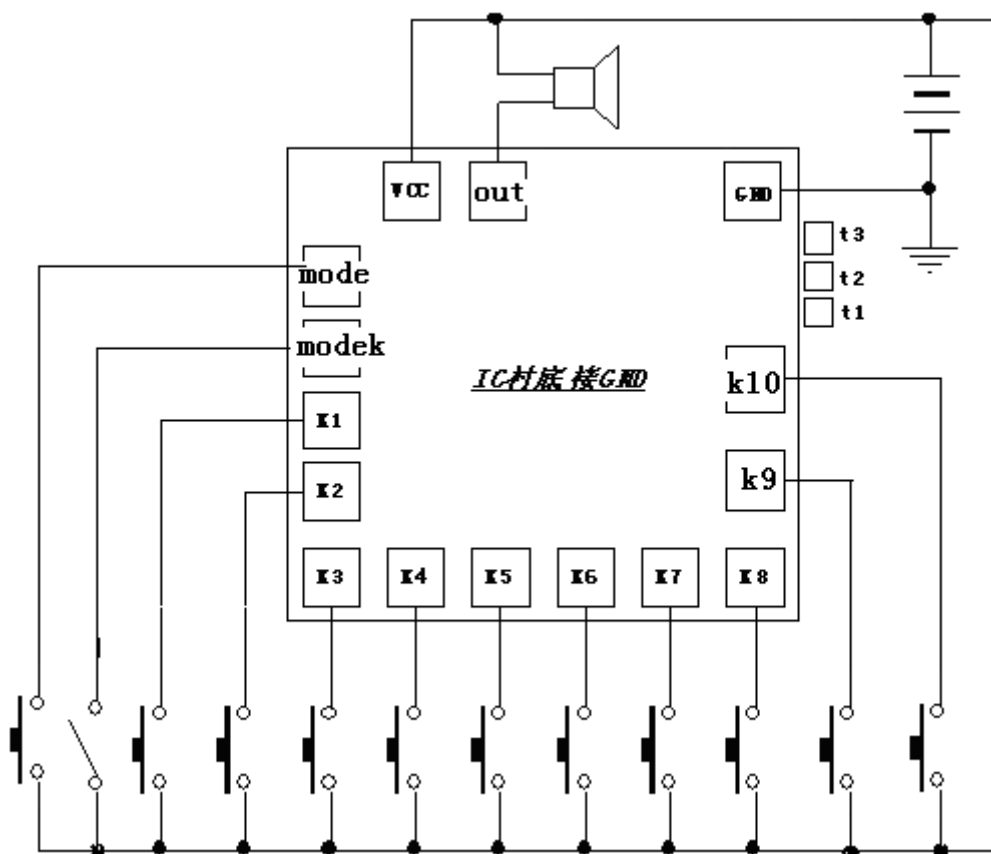 VCC
out
GND
t3
mode
t2
t1
modek
IC衬底接GND
k10
K1
k9
K2
K3
K4
K5
K6
K7
K8